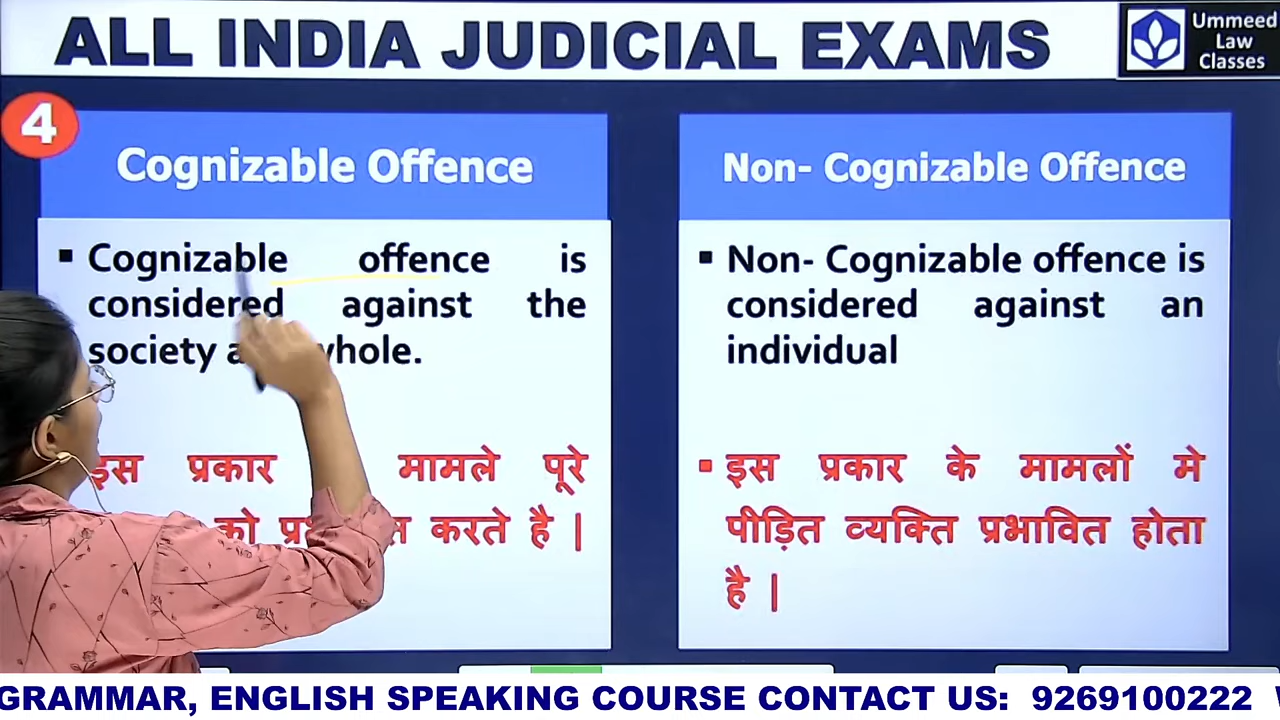 ALL INDIA JUDICIAL EXAMS
Ummeed
Law
Classes
4
Cognizable Offence
Cognizable offence is
considered against the
society whole.
इस प्रकार मामले पूरे
को करते है |
Non- Cognizable Offence
Non- Cognizable offence is
considered against an
individual
इस प्रकार के मामलों मे
पीड़ित व्यक्ति प्रभावित होता
है |
GRAMMAR, ENGLISH SPEAKING COURSE CONTACT US: 9269100222